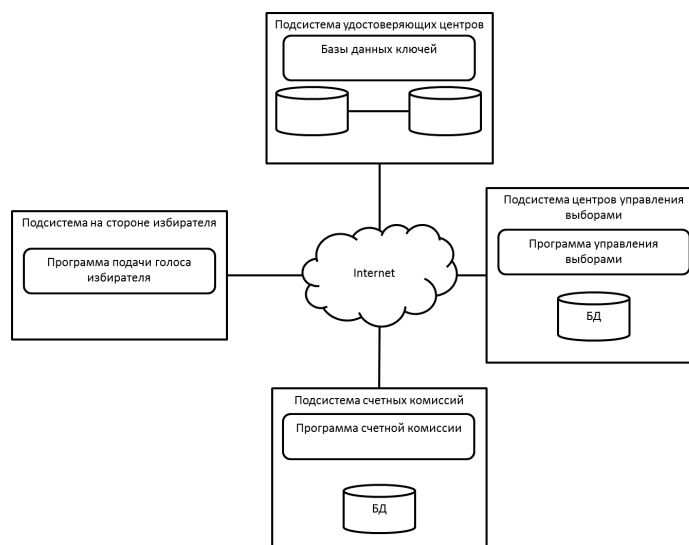 Подсистема удостоверяющих центров
Базы данных ключей
Подсистема на стороне избирателя
Программа подачи голоса
избирателя
Internet
Подсистема центров управления
выборами
Программа управления
выборами
БД
Подсистема счетных комиссий
Программа счетной комиссии
БД